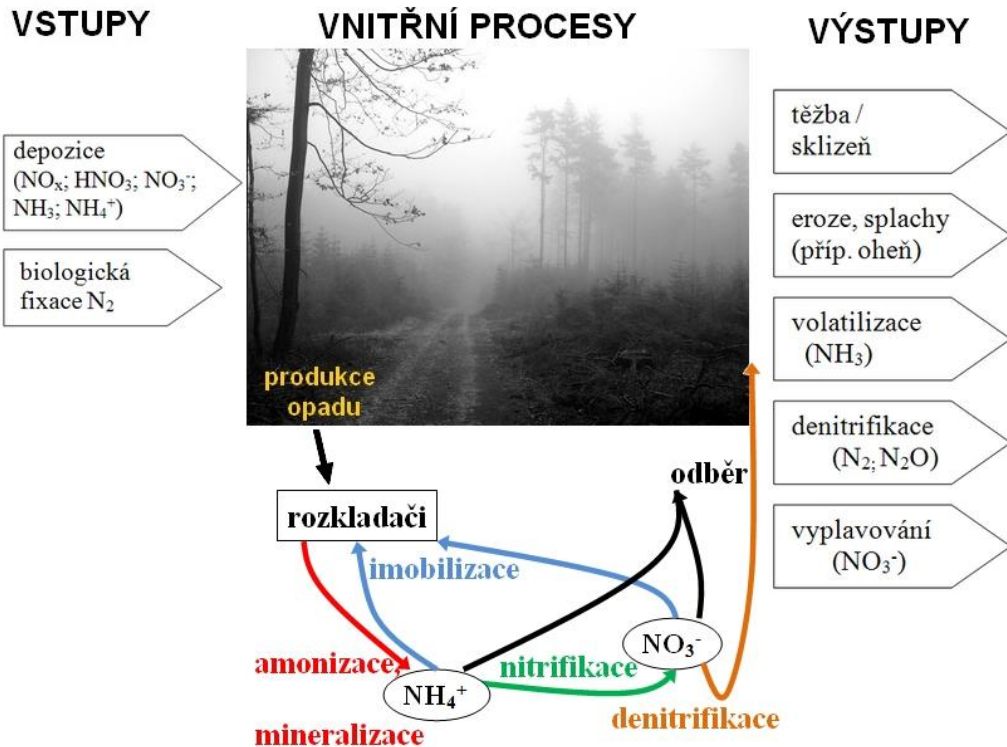 VSTUPY
VNITŘNÍ PROCESY
VÝSTUPY
depozice
(NOₓ; HNO₃; NO₃⁻;
NH₃; NH₄⁺)
biologická
fixace N₂
produkce
opadu
rozkladači
imobilizace
odběr
amonizace,
mineralizace
NH₄⁺
nitrifikace
NO₃⁻
denitrifikace
těžba /
sklizeň
eroze, splachy
(příp. oheň)
volatilizace
(NH₃)
denitrifikace
(N₂; N₂O)
vyplavování
(NO₃⁻)